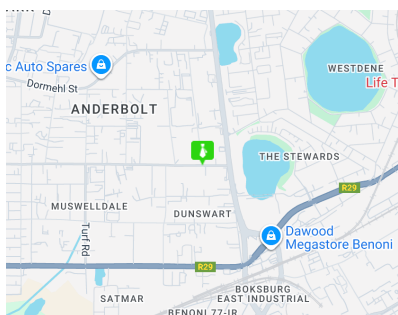 WESTDENE
c Auto Spares
Life T
Dormehl St
ANDERBOLT
THE STEWARDS
R29
MUSWELLDALE
DUNSWART
Turf Rd
Dawood
Megastore Benoni
R29
BOKSBURG
EAST INDUSTRIAL
SATMAR
BENONI 77-IR